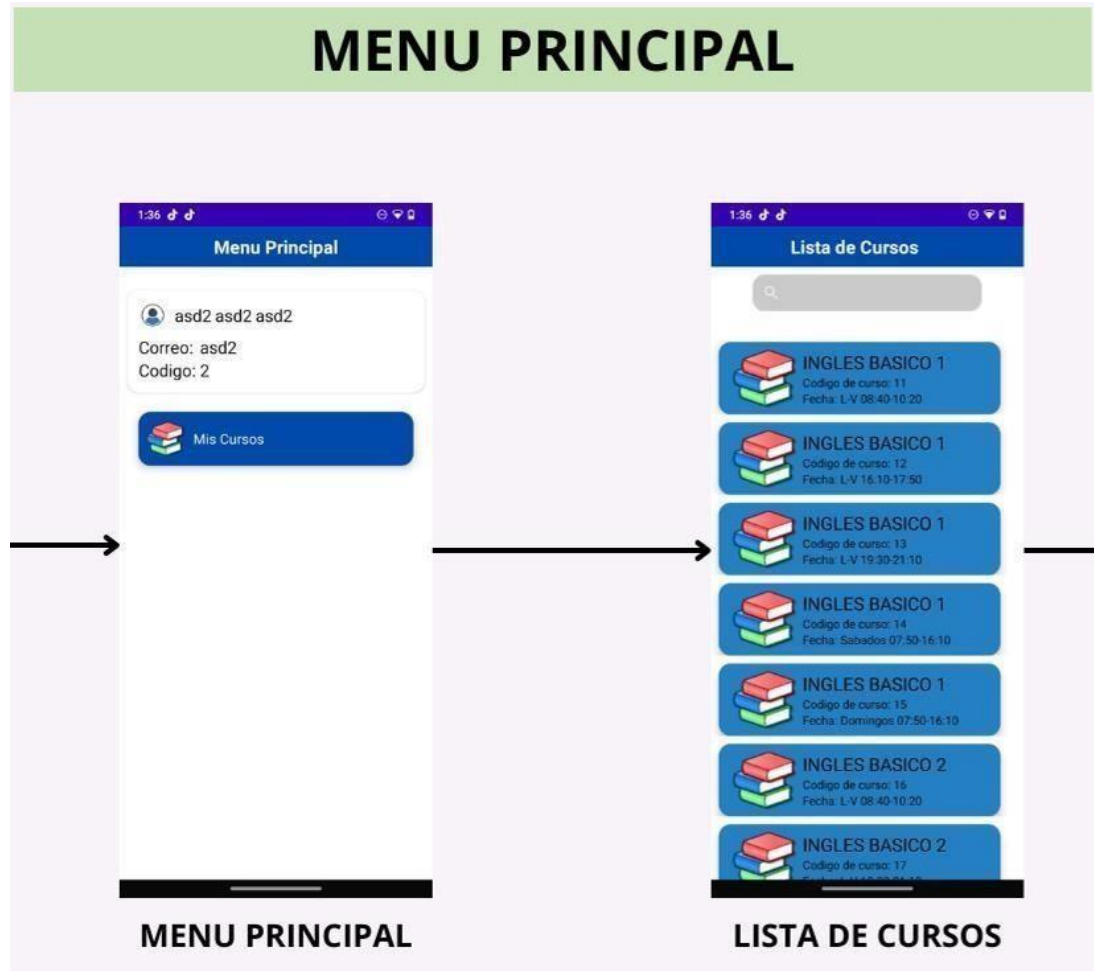 MENU PRINCIPAL
1:36
Menu Principal
asd2 asd2 asd2
Correo: asd2
Codigo: 2
Mis Cursos
MENU PRINCIPAL
1:36
Lista de Cursos
INGLES BASICO 1
Codigo de curso: 11
Fecha: L-V 08:40-10:20
INGLES BASICO 1
Codigo de curso: 12
Fecha: L-V 16:10-17:50
INGLES BASICO 1
Codigo de curso: 13
Fecha: L-V 19:30-21:10
INGLES BASICO 1
Codigo de curso: 14
Fecha: Sabados 07:50-16:10
INGLES BASICO 1
Codigo de curso: 15
Fecha: Domingos 07:50-16:10
INGLES BASICO 2
Codigo de curso: 16
Fecha: L-V 08:40-10:20
INGLES BASICO 2
Codigo de curso: 17
LISTA DE CURSOS